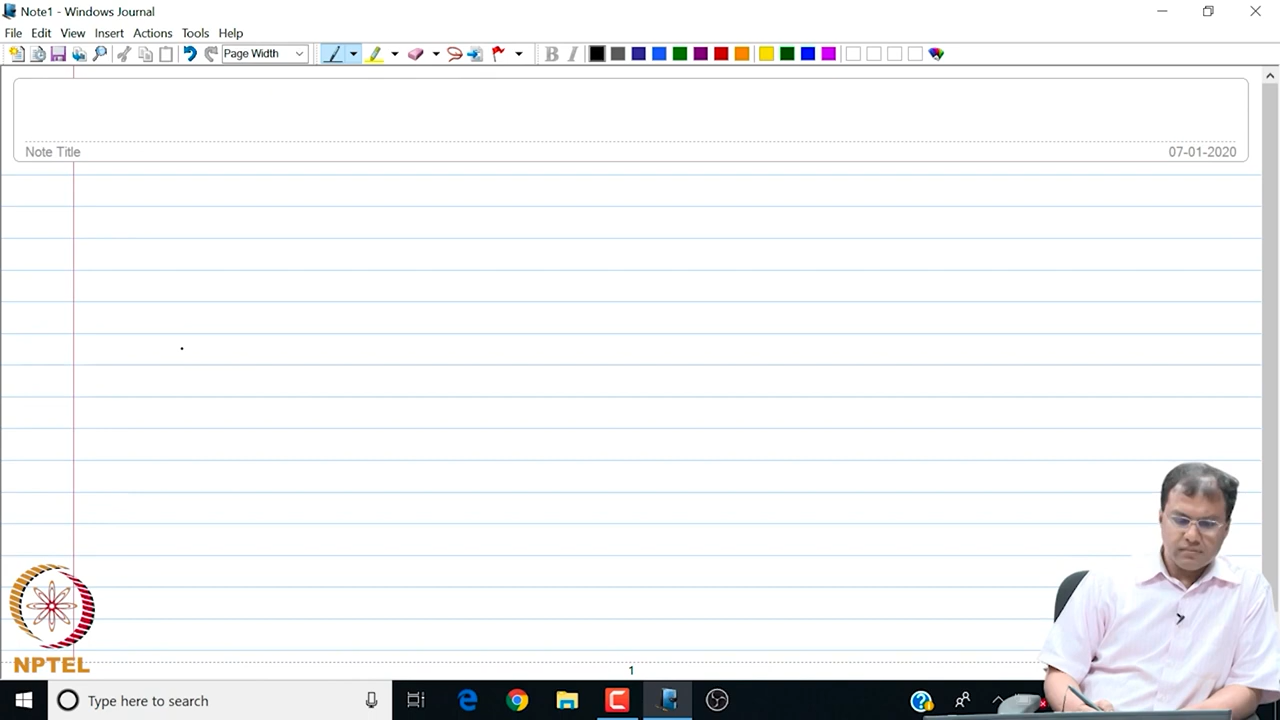 Note1 - Windows Journal
File Edit View Insert Actions Tools Help
Page Width B I
Note Title 07-01-2020
NPTEL
1
Type here to search